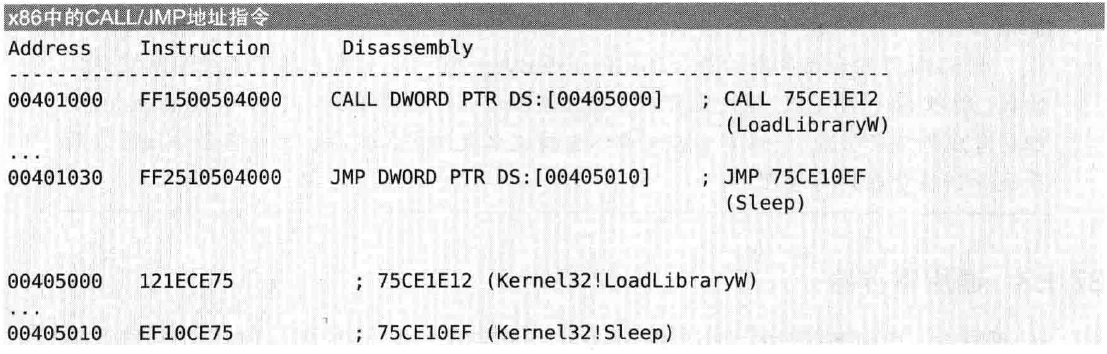 x86中的CALL/JMP地址指令
Address Instruction Disassembly
--------------------------------------------------------------------------
00401000 FF1500504000 CALL DWORD PTR DS:[00405000] ; CALL 75CE1E12
(LoadLibraryW)
...
00401030 FF2510504000 JMP DWORD PTR DS:[00405010] ; JMP 75CE10EF
(Sleep)
00405000 121ECE75 ; 75CE1E12 (Kernel32!LoadLibraryW)
...
00405010 EF10CE75 ; 75CE10EF (Kernel32!Sleep)